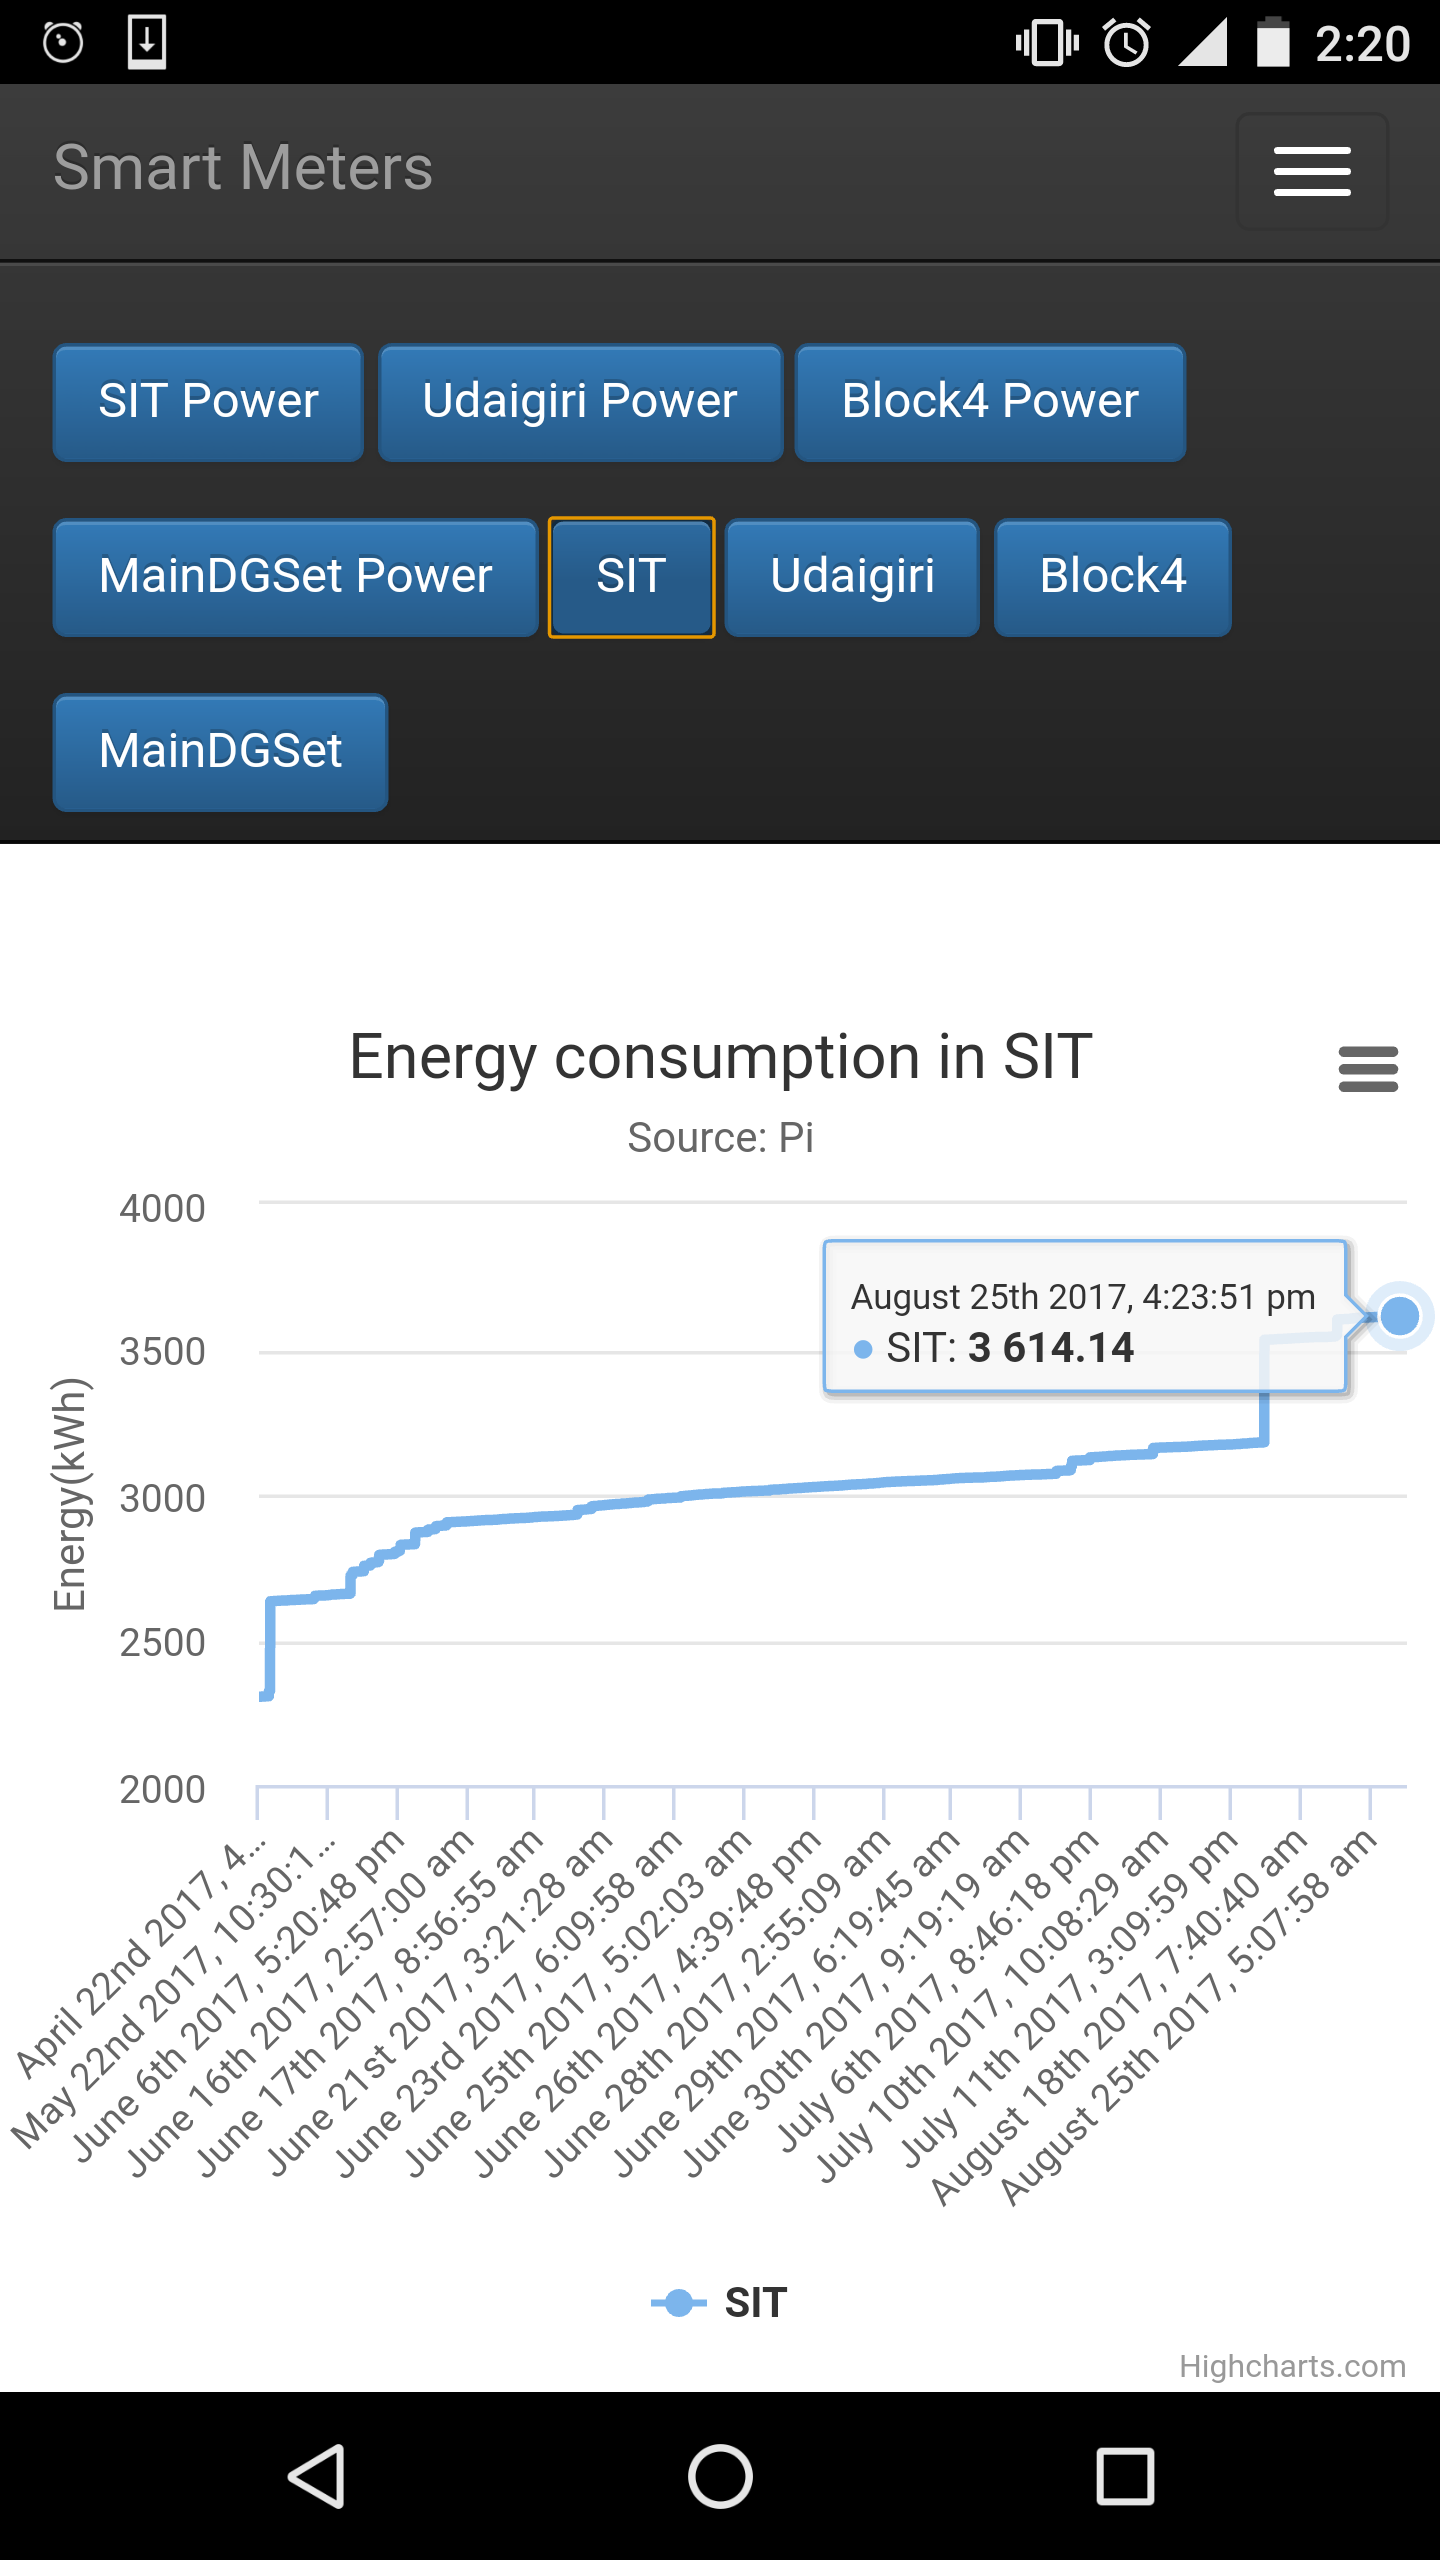 2:20
Smart Meters
SIT Power
Udaigiri Power
Block4 Power
MainDGSet Power
SIT
Udaigiri
Block4
MainDGSet
Energy consumption in SIT
Source: Pi
Energy(kWh)
4000
3500
3000
2500
2000
August 25th 2017, 4:23:51 pm
SIT: 3 614.14
April 22nd 2017, 4...
May 22nd 2017, 10:30:1...
June 6th 2017, 5:20:48 pm
June 16th 2017, 2:57:00 am
June 17th 2017, 8:56:55 am
June 21st 2017, 3:21:28 am
June 23rd 2017, 6:09:58 am
June 25th 2017, 5:02:03 am
June 26th 2017, 4:39:48 pm
June 28th 2017, 2:55:09 am
June 29th 2017, 6:19:45 am
June 30th 2017, 9:19:19 am
July 6th 2017, 8:46:18 pm
July 10th 2017, 10:08:29 am
July 11th 2017, 3:09:59 pm
August 18th 2017, 7:40:40 am
August 25th 2017, 5:07:58 am
SIT
Highcharts.com